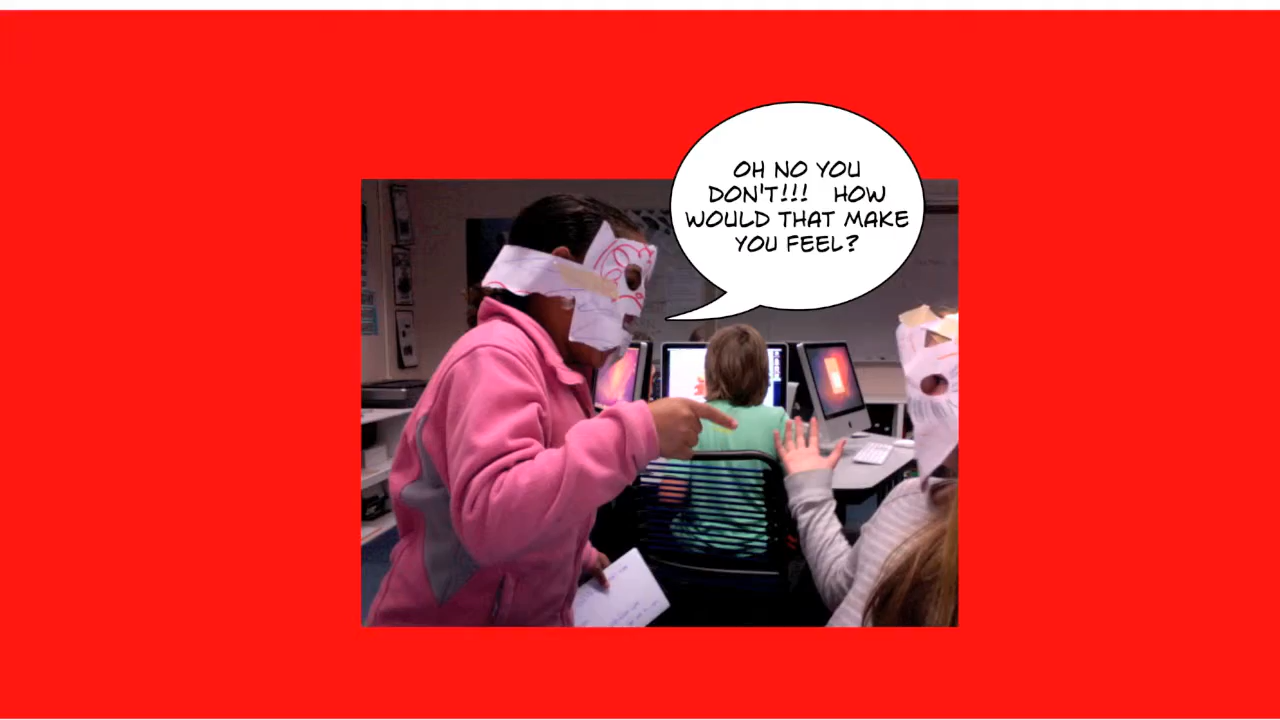 OH NO YOU
DON'T!!! HOW
WOULD THAT MAKE
YOU FEEL?